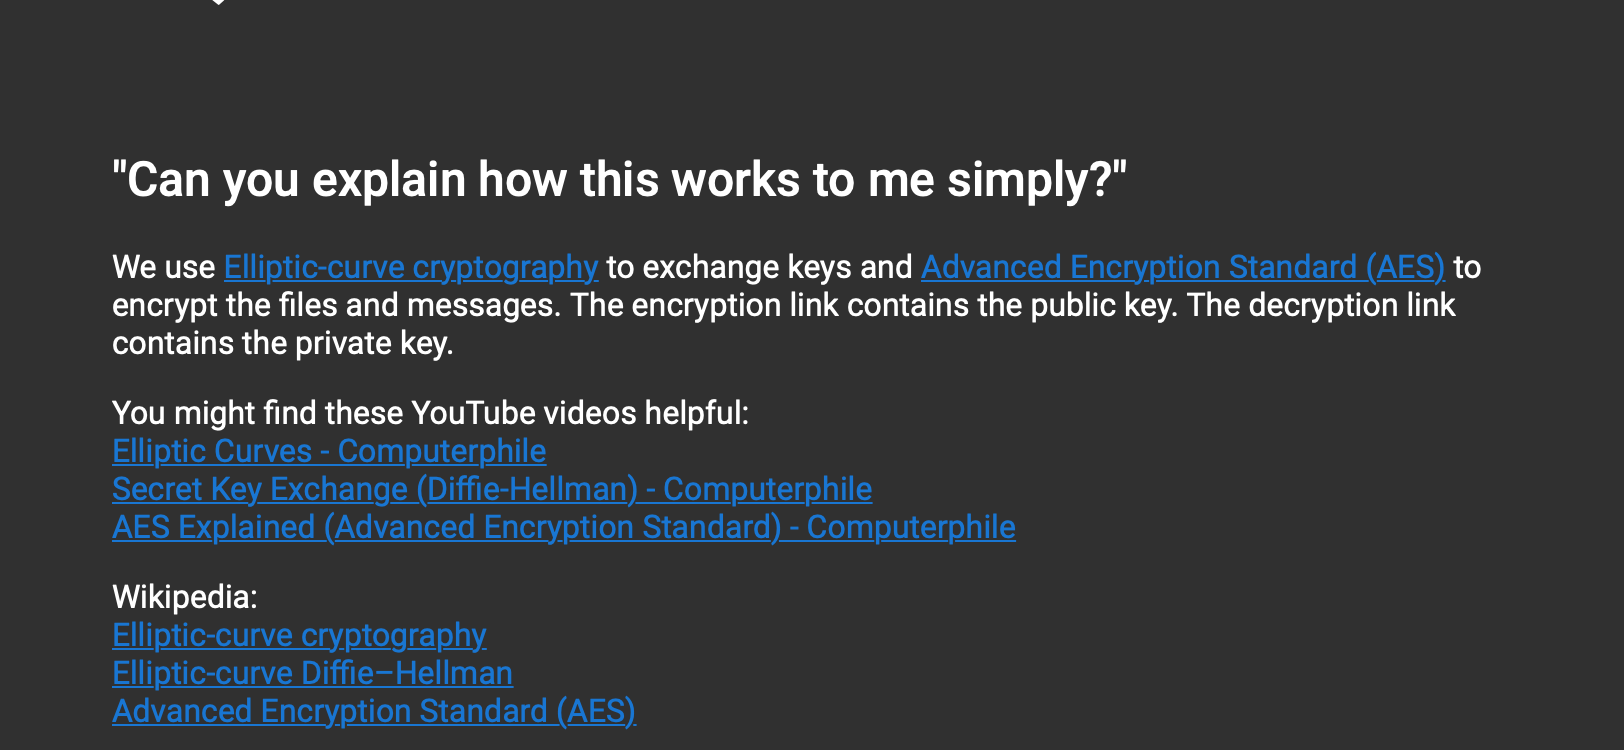 "Can you explain how this works to me simply?"
We use Elliptic-curve cryptography to exchange keys and Advanced Encryption Standard (AES) to
encrypt the files and messages. The encryption link contains the public key. The decryption link
contains the private key.
You might find these YouTube videos helpful:
Elliptic Curves - Computerphile
Secret Key Exchange (Diffie-Hellman) - Computerphile
AES Explained (Advanced Encryption Standard) - Computerphile
Wikipedia:
Elliptic-curve cryptography
Elliptic-curve Diffie–Hellman
Advanced Encryption Standard (AES)